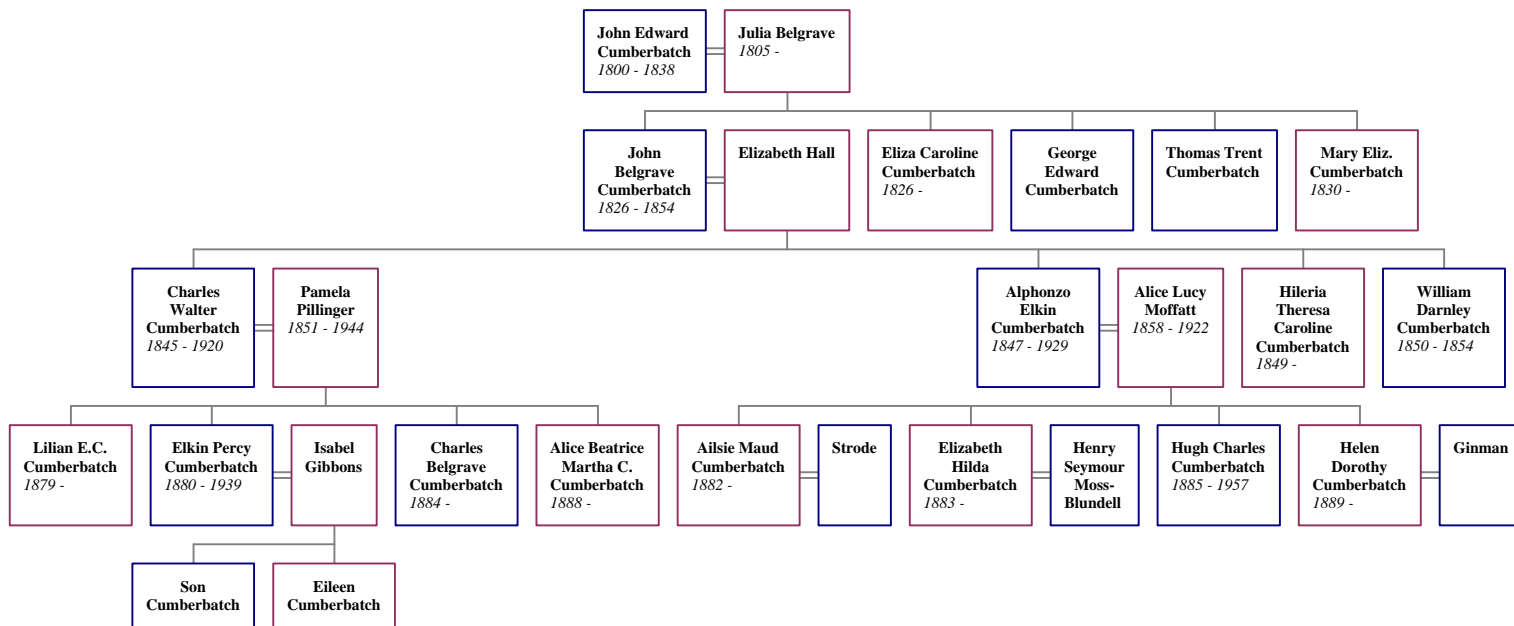 John Edward
Cumberbatch
1800 - 1838
Julia Belgrave
1805 -
John
Belgrave
Cumberbatch
1826 - 1854
Elizabeth Hall
Eliza Caroline
Cumberbatch
1826 -
George
Edward
Cumberbatch
Thomas Trent
Cumberbatch
Mary Eliz.
Cumberbatch
1830 -
Charles
Walter
Cumberbatch
1845 - 1920
Pamela
Pillinger
1851 - 1944
Alphonzo
Elkin
Cumberbatch
1847 - 1929
Alice Lucy
Moffatt
1858 - 1922
Hileria
Theresa
Caroline
Cumberbatch
1849 -
William
Darnley
Cumberbatch
1850 - 1854
Lilian E.C.
Cumberbatch
1879 -
Elkin Percy
Cumberbatch
1880 - 1939
Isabel
Gibbons
Charles
Belgrave
Cumberbatch
1884 -
Alice Beatrice
Martha C.
Cumberbatch
1888 -
Ailsie Maud
Cumberbatch
1882 -
Strode
Elizabeth
Hilda
Cumberbatch
1883 -
Henry
Seymour
Moss-
Blundell
Hugh Charles
Cumberbatch
1885 - 1957
Helen
Dorothy
Cumberbatch
1889 -
Ginman
Son
Cumberbatch
Eileen
Cumberbatch